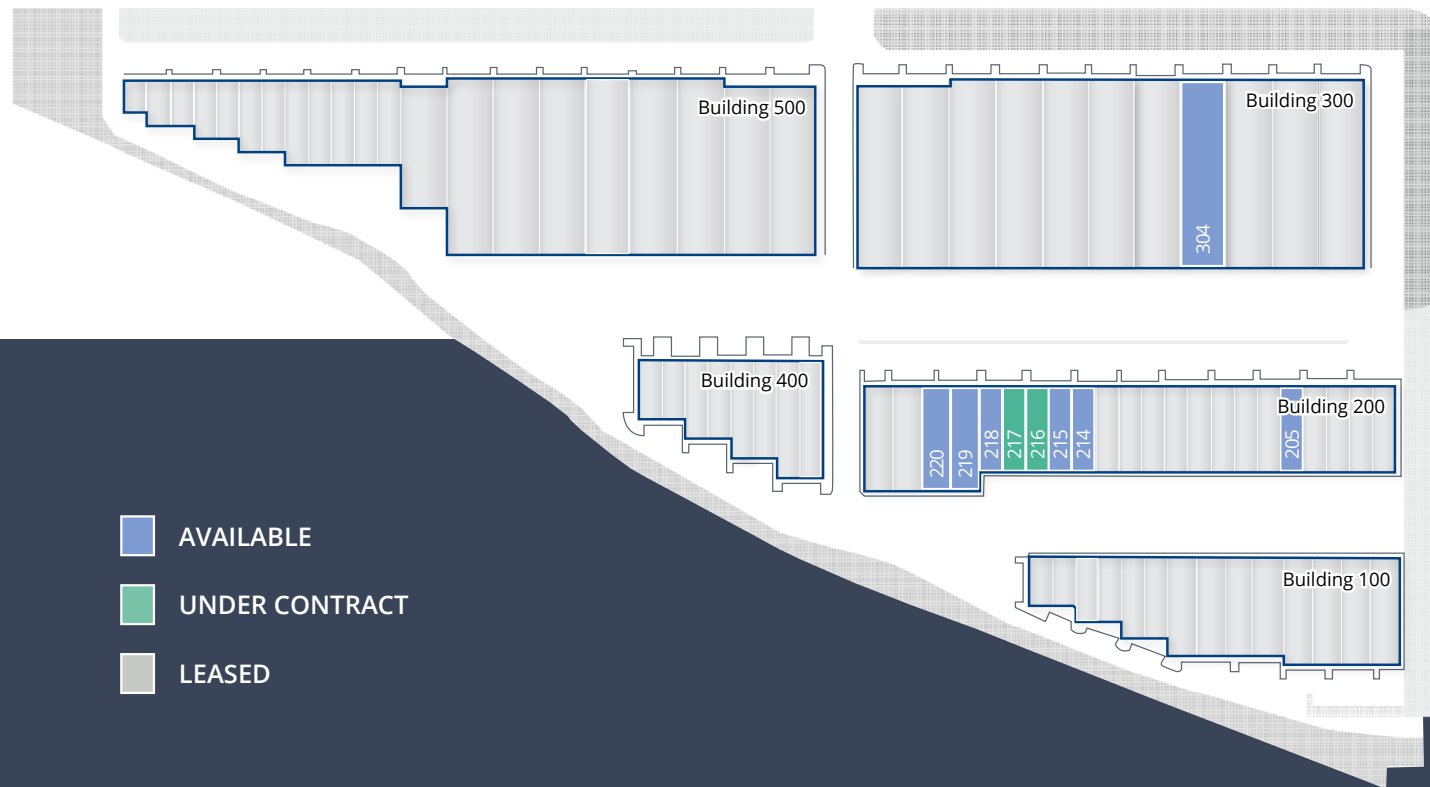 Building 500
Building 300
304
Building 400
Building 200
220
219
218
217
216
215
214
205
AVAILABLE
UNDER CONTRACT
LEASED
Building 100